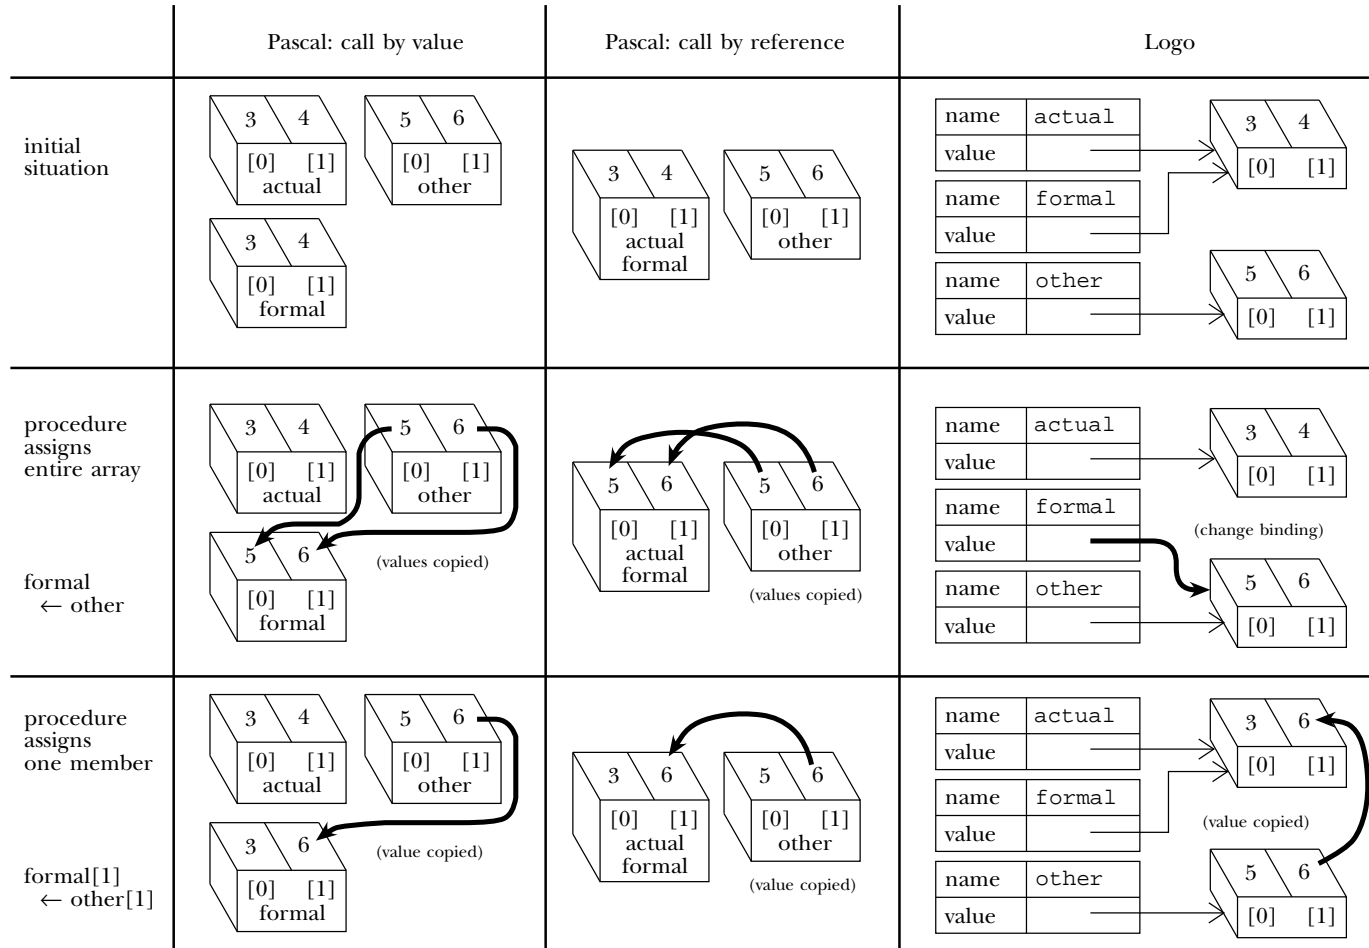 Pascal: call by value
Pascal: call by reference
Logo
initial
situation
3 4
[0] [1]
actual
5 6
[0] [1]
other
3 4
[0] [1]
formal
3 4
[0] [1]
actual
formal
5 6
[0] [1]
other
name actual
value
name formal
value
name other
value
3 4
[0] [1]
5 6
[0] [1]
procedure
assigns
entire array
formal
← other
3 4
[0] [1]
actual
5 6
[0] [1]
other
5 6
[0] [1]
formal
(values copied)
5 6
[0] [1]
actual
formal
5 6
[0] [1]
other
(values copied)
name actual
value
name formal
value
name other
value
3 4
[0] [1]
(change binding)
5 6
[0] [1]
procedure
assigns
one member
formal[1]
← other[1]
3 4
[0] [1]
actual
5 6
[0] [1]
other
3 6
[0] [1]
formal
(value copied)
3 6
[0] [1]
actual
formal
5 6
[0] [1]
other
(value copied)
name actual
value
name formal
value
name other
value
3 6
[0] [1]
(value copied)
5 6
[0] [1]